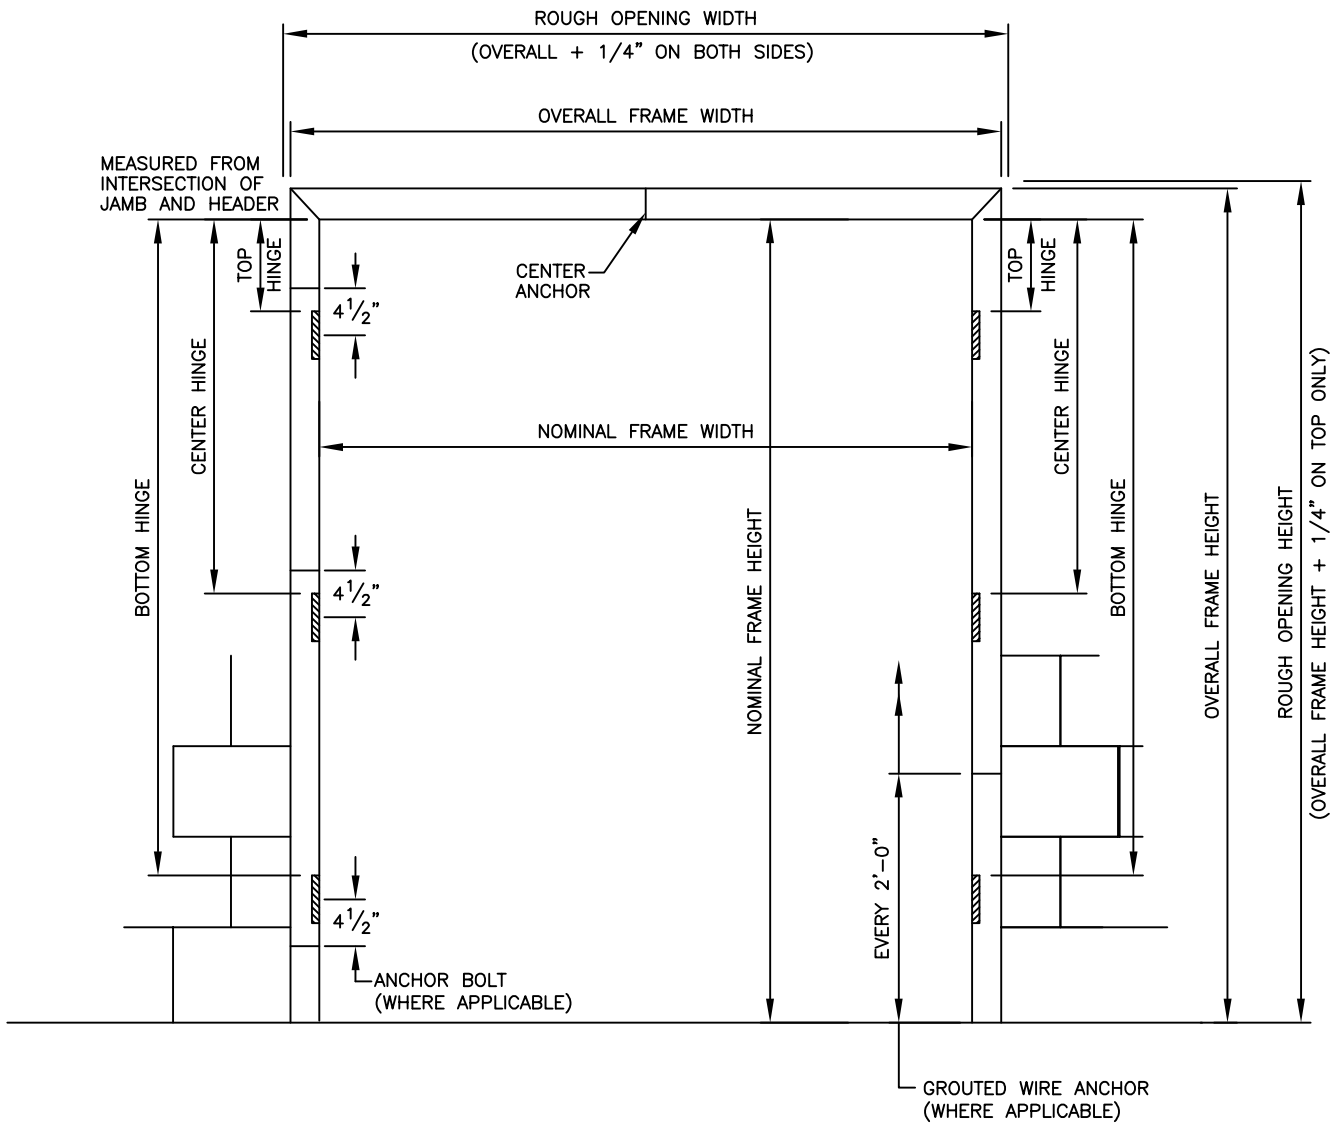 ROUGH OPENING WIDTH
(OVERALL + 1/4" ON BOTH SIDES)
OVERALL FRAME WIDTH
MEASURED FROM
INTERSECTION OF
JAMB AND HEADER
TOP
HINGE
CENTER
ANCHOR
TOP
HINGE
4 1/2"
CENTER HINGE
CENTER HINGE
NOMINAL FRAME WIDTH
BOTTOM HINGE
BOTTOM HINGE
NOMINAL FRAME HEIGHT
OVERALL FRAME HEIGHT
ROUGH OPENING HEIGHT
(OVERALL FRAME HEIGHT + 1/4" ON TOP ONLY)
4 1/2"
EVERY 2'-0"
4 1/2"
ANCHOR BOLT
(WHERE APPLICABLE)
GROUTED WIRE ANCHOR
(WHERE APPLICABLE)